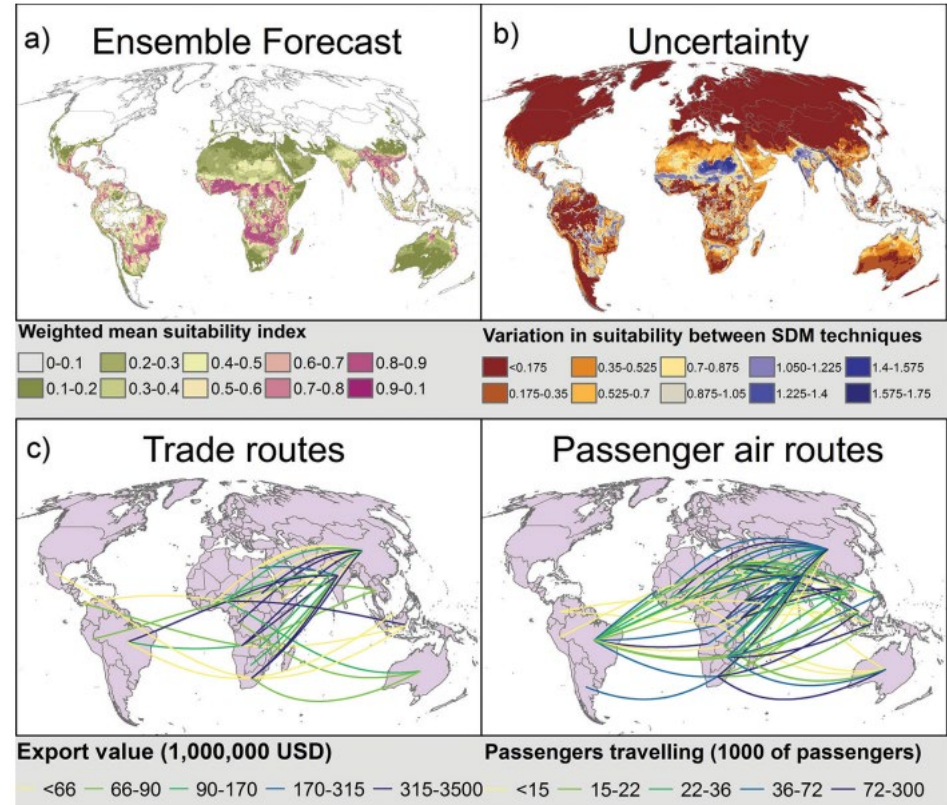 a) Ensemble Forecast
b) Uncertainty
Weighted mean suitability index
0-0.1 0.2-0.3 0.4-0.5 0.6-0.7 0.8-0.9
0.1-0.2 0.3-0.4 0.5-0.6 0.7-0.8 0.9-0.1
Variation in suitability between SDM techniques
<0.175 0.35-0.525 0.7-0.875 1.050-1.225 1.4-1.575
0.175-0.35 0.525-0.7 0.875-1.05 1.225-1.4 1.575-1.75
c) Trade routes
Passenger air routes
Export value (1,000,000 USD)
<66 66-90 90-170 170-315 315-3500
Passengers travelling (1000 of passengers)
<15 15-22 22-36 36-72 72-300